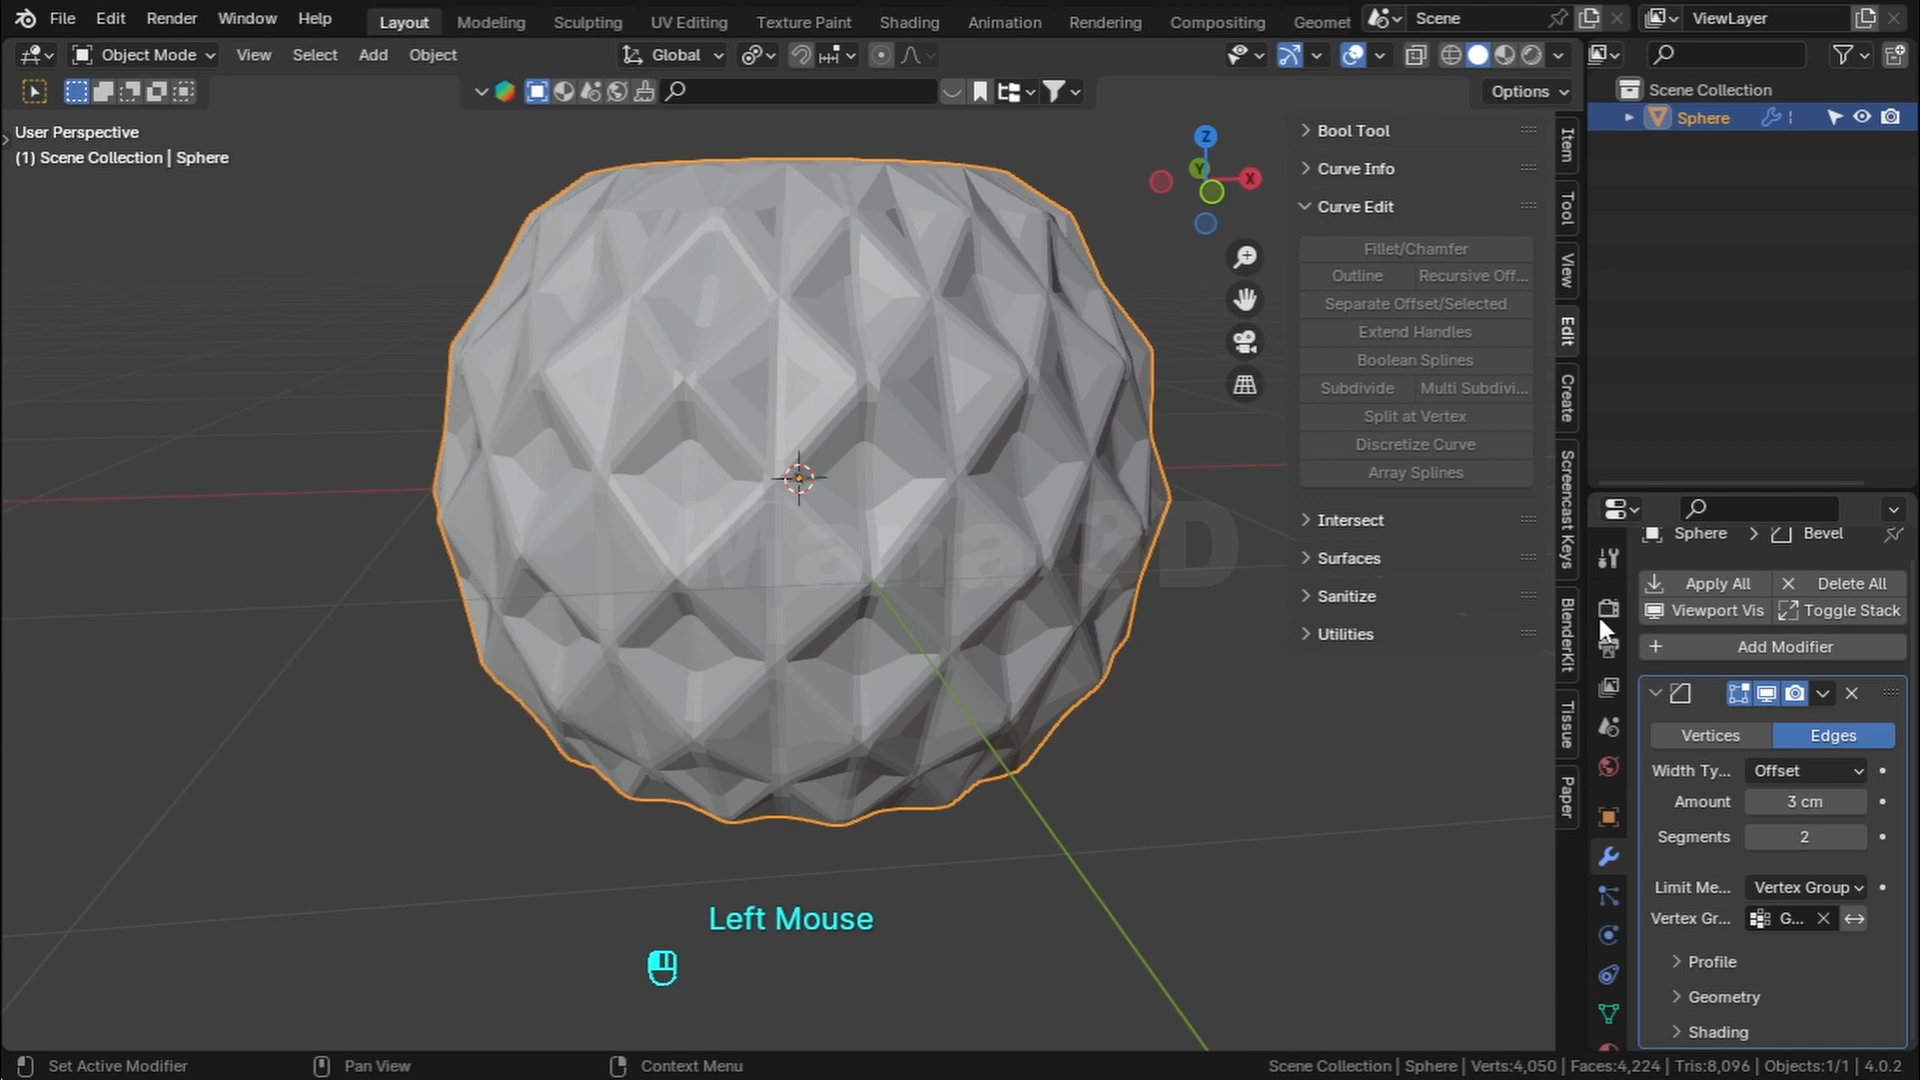 File Edit Render Window Help Layout Modeling Sculpting UV Editing Texture Paint Shading Animation Rendering Compositing Geomet Scene ViewLayer
Object Mode View Select Add Object Global
Options
User Perspective
(1) Scene Collection | Sphere
Z
Y
X
Bool Tool
Curve Info
Curve Edit
Fillet/Chamfer
Outline Recursive Off...
Separate Offset/Selected
Extend Handles
Boolean Splines
Subdivide Multi Subdivi...
Split at Vertex
Discretize Curve
Array Splines
Intersect
Surfaces
Sanitize
Utilities
Item
Tool
View
Edit
Create
Screencast Keys
BlenderKit
Tissue
Paper
Scene Collection
Sphere
Sphere > Bevel
Apply All Delete All
Viewport Vis Toggle Stack
Add Modifier
Vertices Edges
Width Ty... Offset
Amount 3 cm
Segments 2
Limit Me... Vertex Group
Vertex Gr... G...
Profile
Geometry
Shading
Mana 3D
Left Mouse
Set Active Modifier Pan View Context Menu Scene Collection | Sphere | Verts:4,050 | Faces:4,224 | Tris:8,096 | Objects:1/1 | 4.0.2